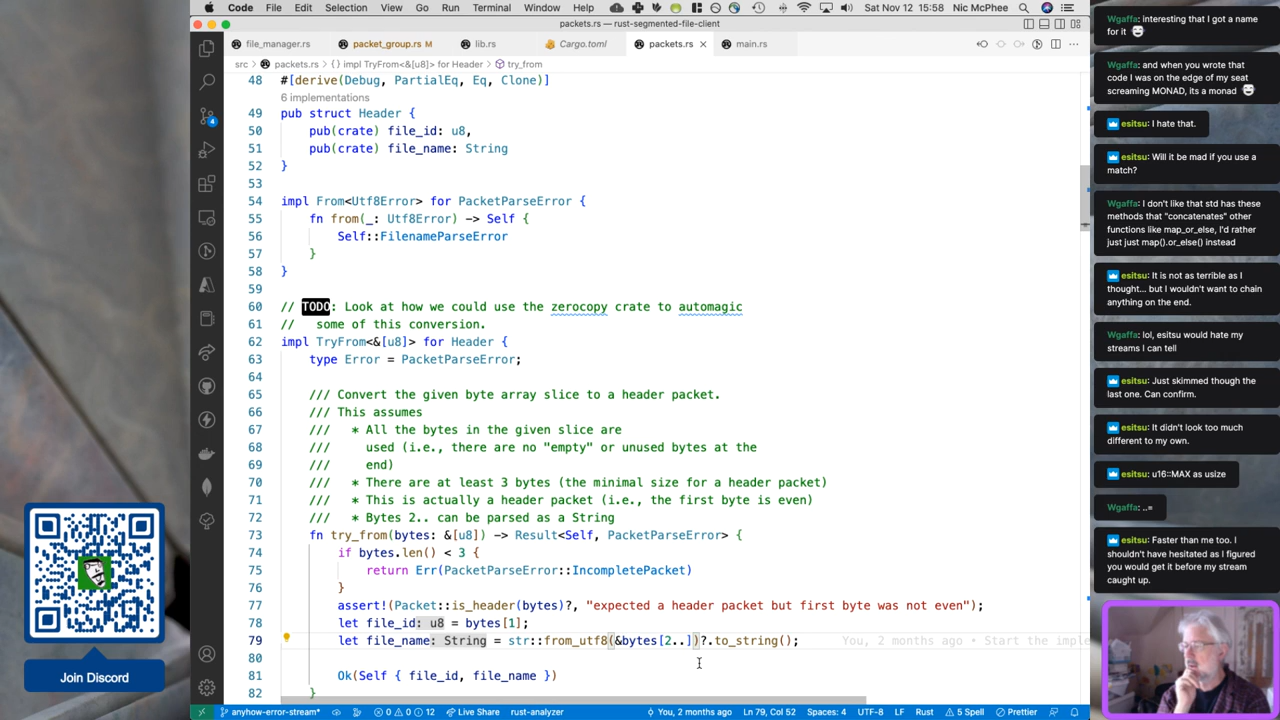 Code File Edit Selection View Go Run Terminal Window Help Sat Nov 12 15:58 Nic McPhee
packets.rs — rust-segmented-file-client
file_manager.rs packet_group.rs M lib.rs Cargo.toml packets.rs × main.rs
src > packets.rs > {} impl TryFrom<&[u8]> for Header > try_from
48 #[derive(Debug, PartialEq, Eq, Clone)]
6 implementations
49 pub struct Header {
50 pub(crate) file_id: u8,
51 pub(crate) file_name: String
52 }
53
54 impl From<Utf8Error> for PacketParseError {
55 fn from(_: Utf8Error) -> Self {
56 Self::FilenameParseError
57 }
58 }
59
60 // TODO: Look at how we could use the zerocopy crate to automagic
61 // some of this conversion.
62 impl TryFrom<&[u8]> for Header {
63 type Error = PacketParseError;
64
65 /// Convert the given byte array slice to a header packet.
66 /// This assumes
67 /// * All the bytes in the given slice are
68 /// used (i.e., there are no "empty" or unused bytes at the
69 /// end)
70 /// * There are at least 3 bytes (the minimal size for a header packet)
71 /// * This is actually a header packet (i.e., the first byte is even)
72 /// * Bytes 2.. can be parsed as a String
73 fn try_from(bytes: &[u8]) -> Result<Self, PacketParseError> {
74 if bytes.len() < 3 {
75 return Err(PacketParseError::IncompletePacket)
76 }
77 assert!(Packet::is_header(bytes)?, "expected a header packet but first byte was not even");
78 let file_id: u8 = bytes[1];
79 let file_name: String = str::from_utf8(&bytes[2..])?.to_string(); You, 2 months ago • Start the imple
80
81 Ok(Self { file_id, file_name })
82 }
anyhow-error-stream* 0 0 12 Live Share rust-analyzer You, 2 months ago Ln 79, Col 52 Spaces: 4 UTF-8 LF Rust 5 Spell Prettier
4
Join Discord
Wgaffa: interesting that I got a name
for it
Wgaffa: and when you wrote that
code I was on the edge of my seat
screaming MONAD, its a monad
esitsu: I hate that.
esitsu: Will it be mad if you use a
match?
Wgaffa: I don't like that std has these
methods that "concatenates" other
functions like map_or_else, I'd rather
just just map().or_else() instead
esitsu: It is not as terrible as I
thought... but I wouldn't want to chain
anything on the end.
Wgaffa: lol, esitsu would hate my
streams I can tell
esitsu: Just skimmed though the
last one. Can confirm.
esitsu: It didn't look too much
different to my own.
esitsu: u16::MAX as usize
Wgaffa: ..=
esitsu: Faster than me too. I
shouldn't have hesitated as I figured
you would get it before my stream
caught up.